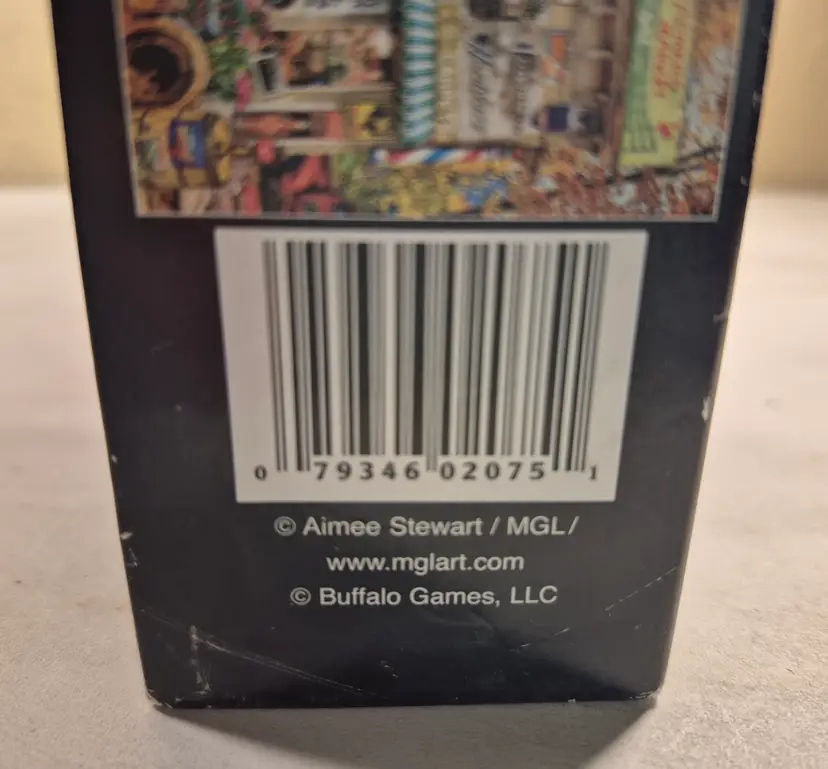 0 79346 02075 1
© Aimee Stewart / MGL/
www.mglart.com
© Buffalo Games, LLC